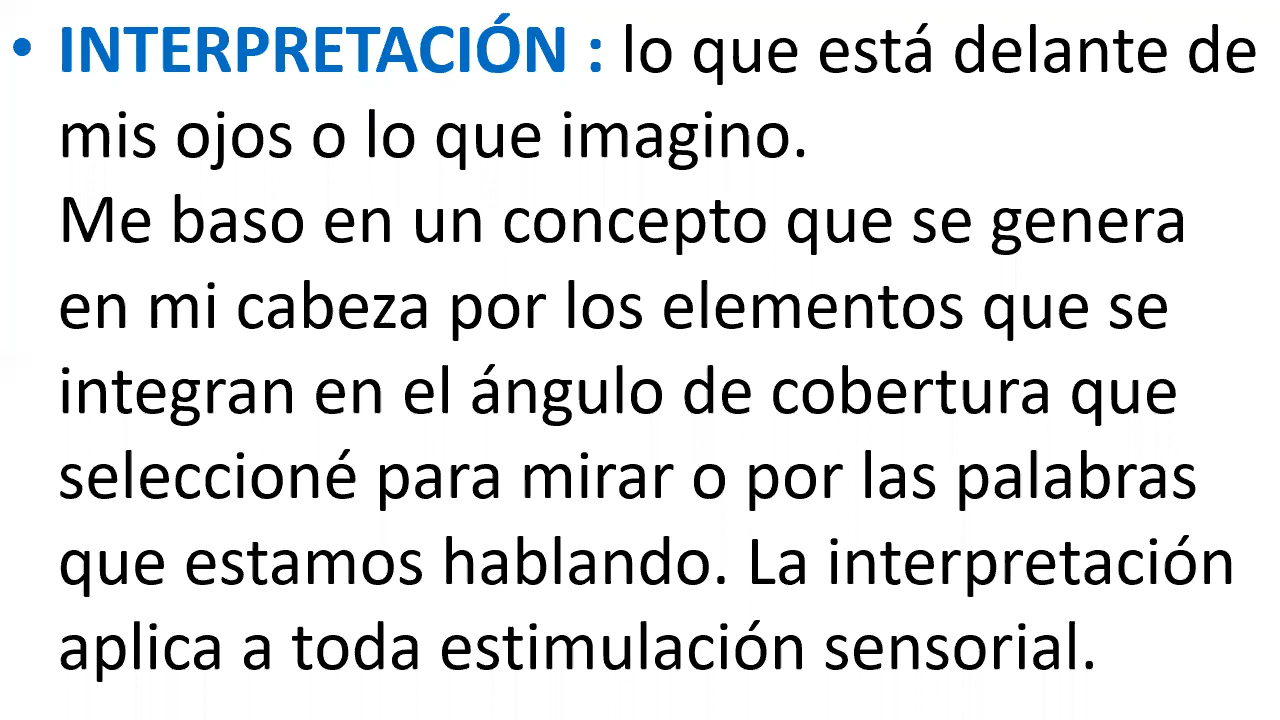 • INTERPRETACIÓN : lo que está delante de
mis ojos o lo que imagino.
Me baso en un concepto que se genera
en mi cabeza por los elementos que se
integran en el ángulo de cobertura que
seleccioné para mirar o por las palabras
que estamos hablando. La interpretación
aplica a toda estimulación sensorial.